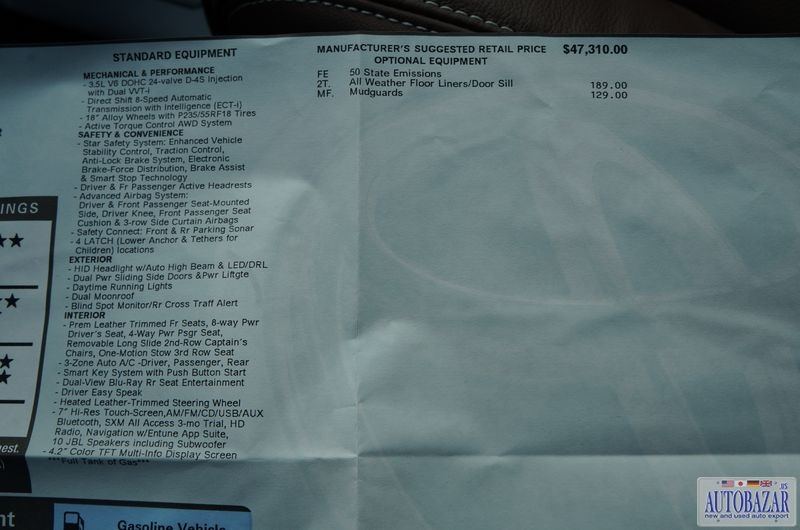 STANDARD EQUIPMENT
MECHANICAL & PERFORMANCE
- 3.5L V6 DOHC 24-valve D-4S Injection
with Dual VVT-i
- Direct Shift 8-Speed Automatic
Transmission with Intelligence (ECT-i)
- 18" Alloy Wheels with P235/55RF18 Tires
- Active Torque Control AWD System
SAFETY & CONVENIENCE
- Star Safety System: Enhanced Vehicle
Stability Control, Traction Control,
Anti-Lock Brake System, Electronic
Brake-Force Distribution, Brake Assist
& Smart Stop Technology
- Driver & Fr Passenger Active Headrests
- Advanced Airbag System:
Driver & Front Passenger Seat-Mounted
Side, Driver Knee, Front Passenger Seat
Cushion & 3-row Side Curtain Airbags
- Safety Connect: Front & Rr Parking Sonar
- 4 LATCH (Lower Anchor & Tethers for
Children) locations
EXTERIOR
- HID Headlight w/Auto High Beam & LED/DRL
- Dual Pwr Sliding Side Doors &Pwr Liftgte
- Daytime Running Lights
- Dual Moonroof
- Blind Spot Monitor/Rr Cross Traff Alert
INTERIOR
- Prem Leather Trimmed Fr Seats, 8-way Pwr
Driver's Seat, 4-Way Pwr Psgr Seat,
Removable Long Slide 2nd-Row Captain's
Chairs, One-Motion Stow 3rd Row Seat
- 3-Zone Auto A/C -Driver, Passenger, Rear
- Smart Key System with Push Button Start
- Dual-View Blu-Ray Rr Seat Entertainment
- Driver Easy Speak
- Heated Leather-Trimmed Steering Wheel
- 7" Hi-Res Touch-Screen,AM/FM/CD/USB/AUX
Bluetooth, SXM All Access 3-mo Trial, HD
Radio, Navigation w/Entune App Suite,
10 JBL Speakers including Subwoofer
- 4.2" Color TFT Multi-Info Display Screen
***Full Tank of Gas***
MANUFACTURER'S SUGGESTED RETAIL PRICE $47,310.00
OPTIONAL EQUIPMENT
FE 50 State Emissions
2T. All Weather Floor Liners/Door Sill 189.00
MF. Mudguards 129.00
INGS
est.
nt
Gasoline Vehicle
AUTOBAZAR.US
new and used auto export